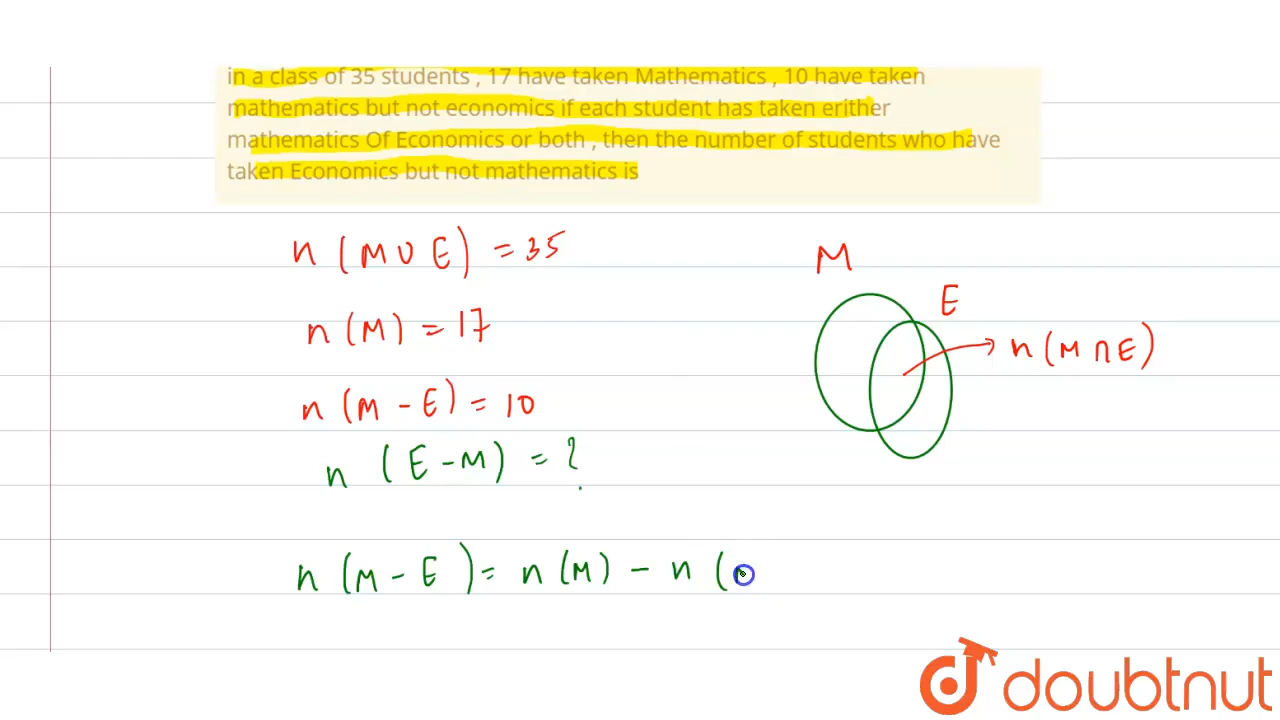 in a class of 35 students , 17 have taken Mathematics , 10 have taken
mathematics but not economics if each student has taken erither
mathematics Of Economics or both , then the number of students who have
taken Economics but not mathematics is
n (M ∪ E) = 35
M
E
n (M) = 17
n (M ∩ E)
n (M - E) = 10
n (E - M) = ?
n (M - E) = n (M) - n (
doubtnut